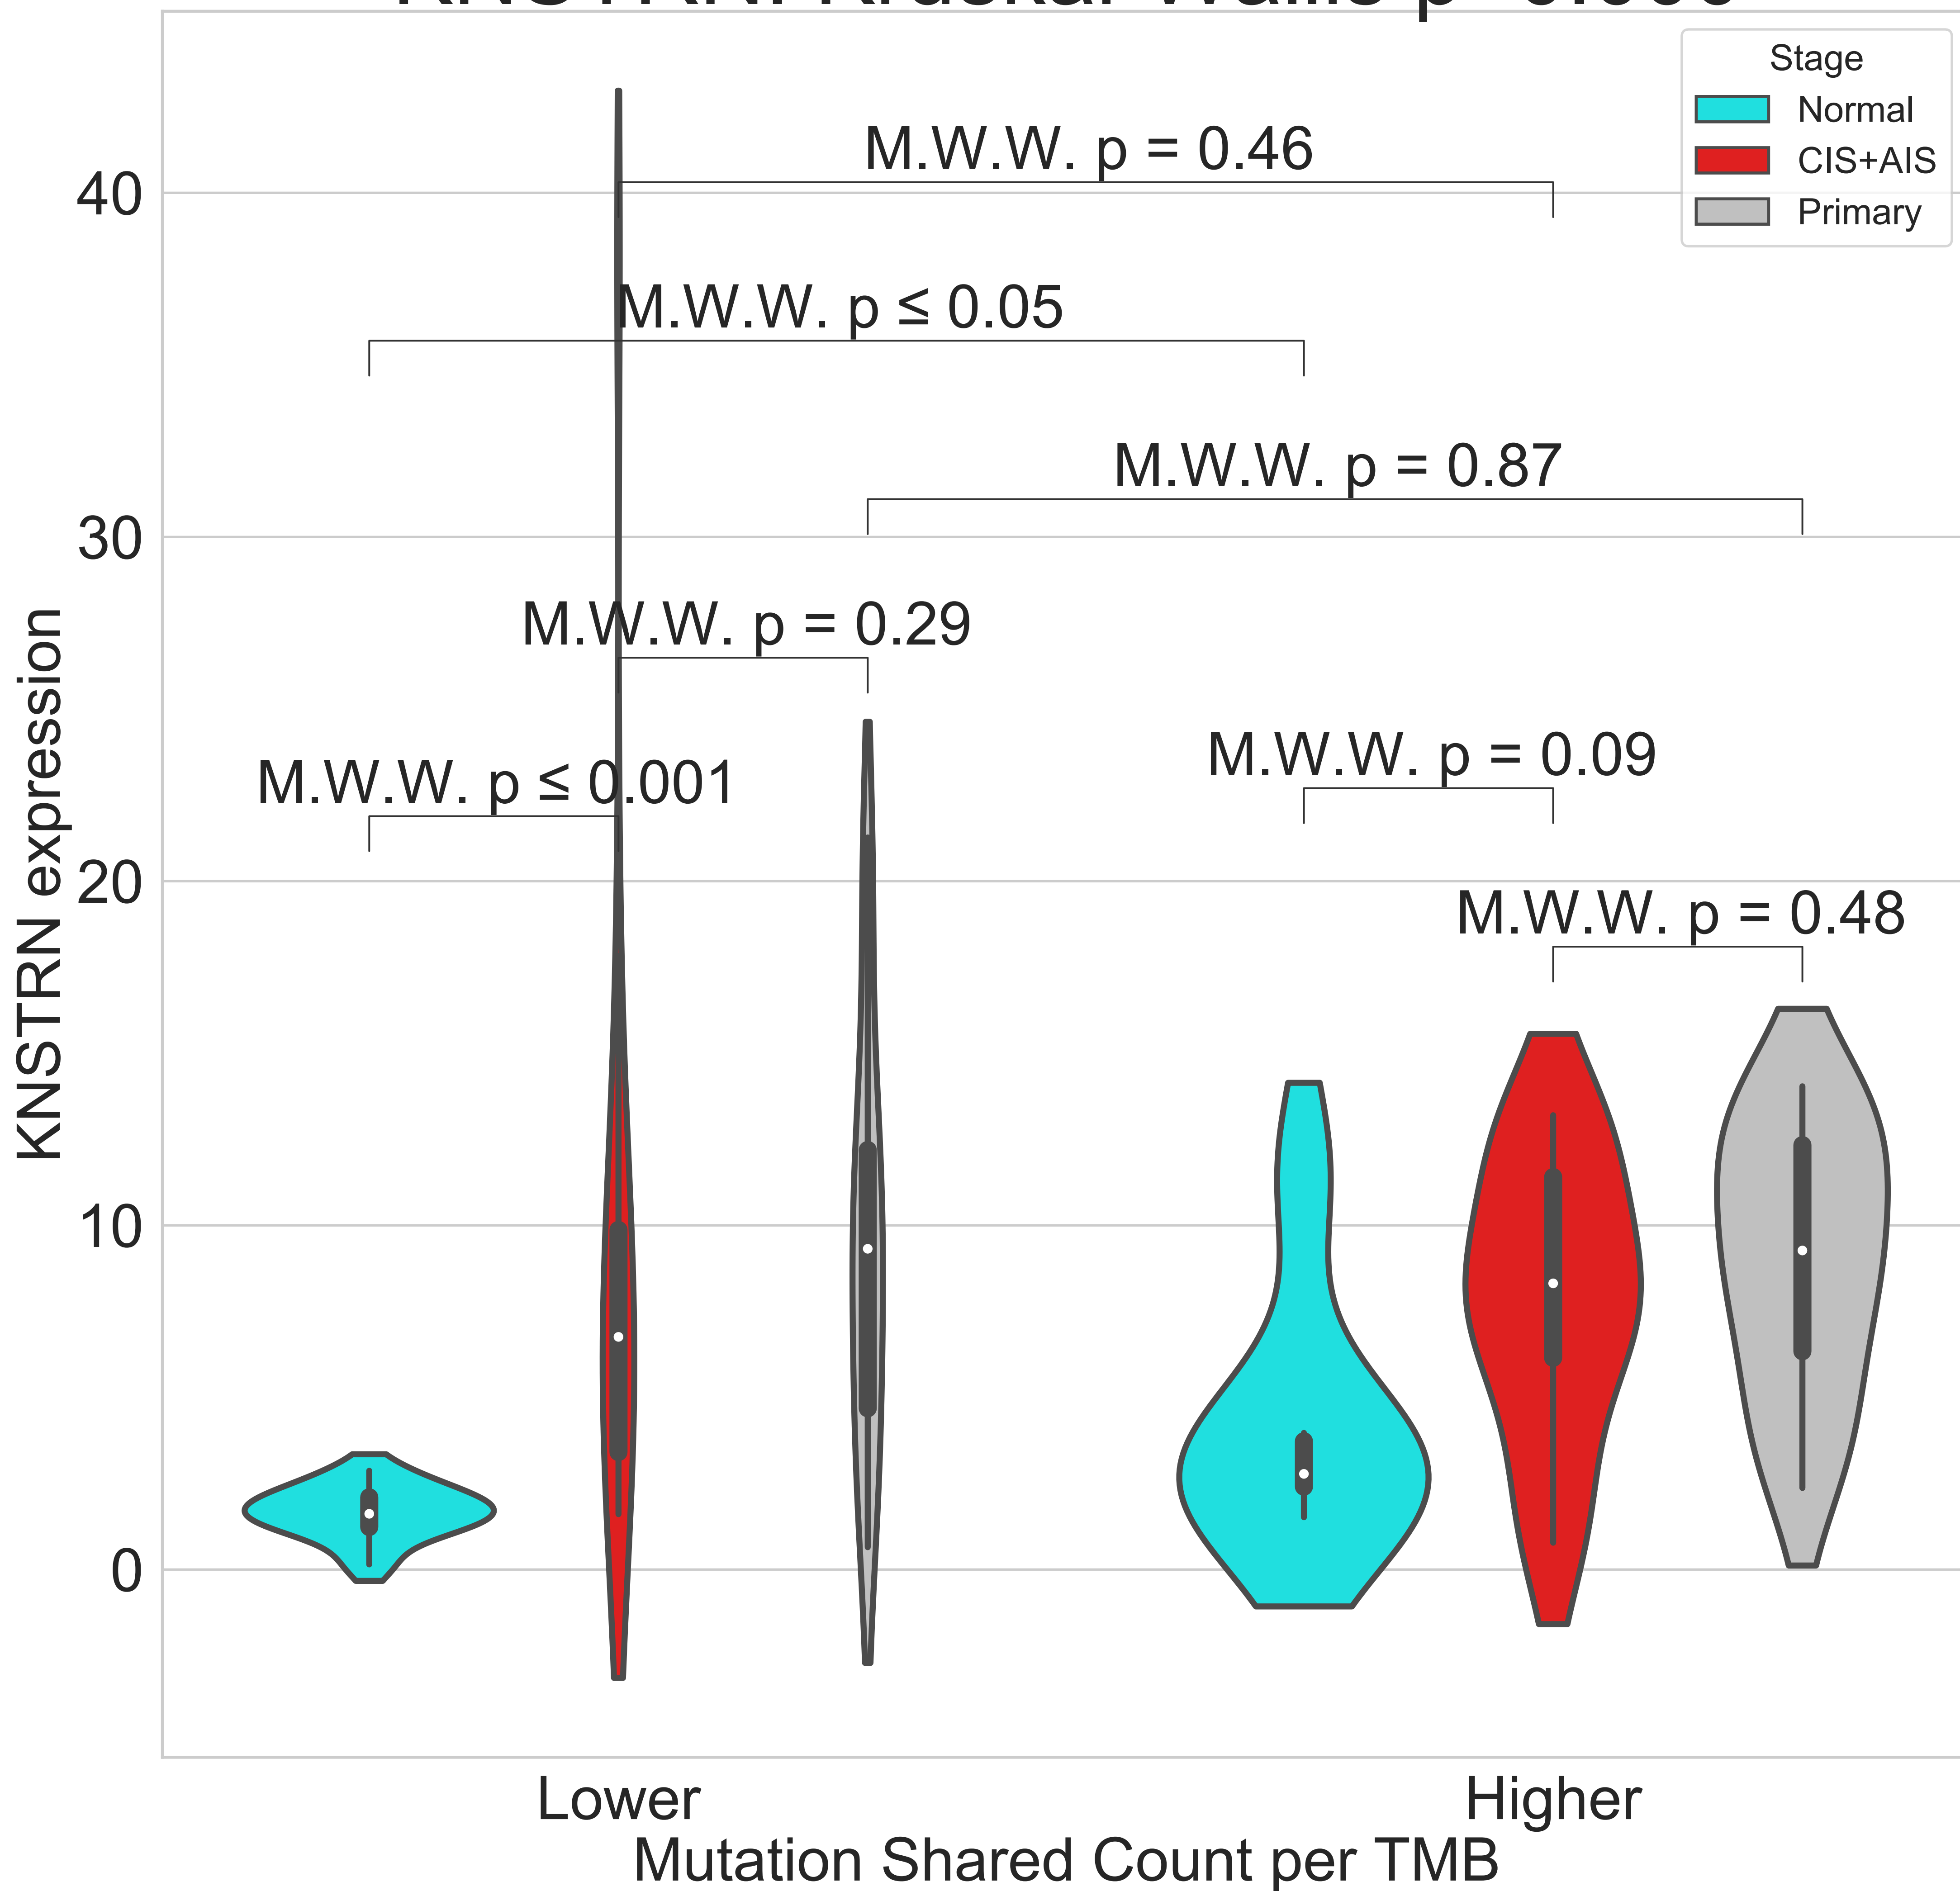 Stage
Normal
CIS+AIS
Primary
M.W.W. p = 0.46
M.W.W. p ≤ 0.05
M.W.W. p = 0.87
M.W.W. p = 0.29
M.W.W. p = 0.09
M.W.W. p ≤ 0.001
M.W.W. p = 0.48
40
30
20
10
0
KNSTRN expression
Lower
Higher
Mutation Shared Count per TMB